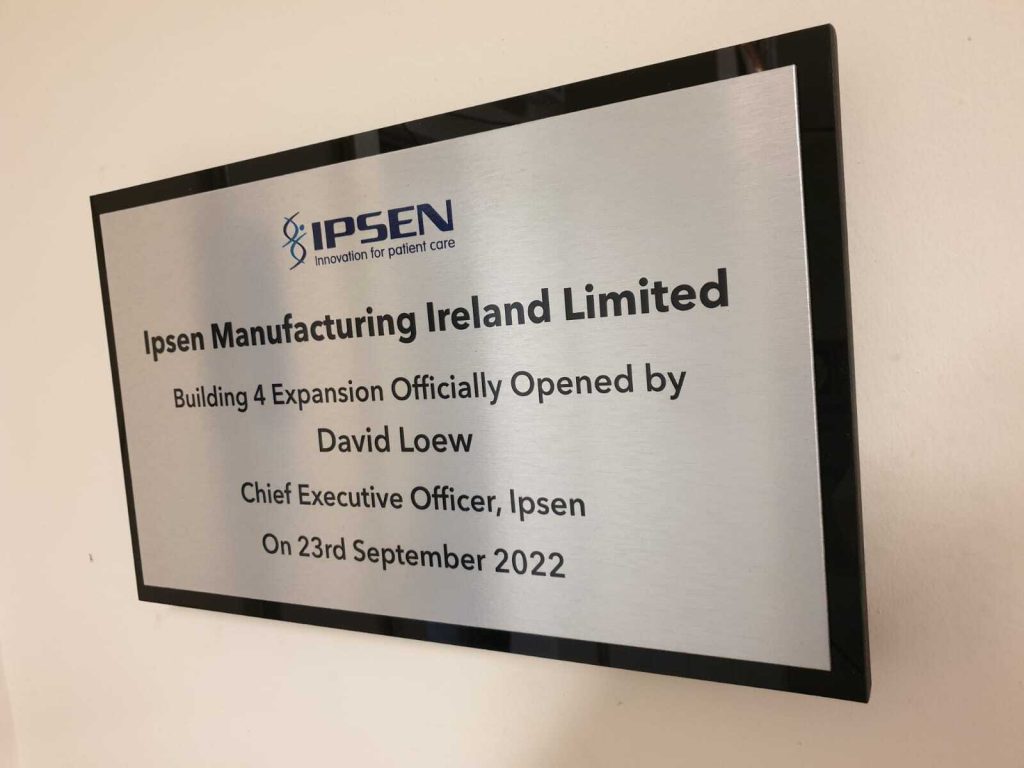 IPSEN
Innovation for patient care
Ipsen Manufacturing Ireland Limited
Building 4 Expansion Officially Opened by
David Loew
Chief Executive Officer, Ipsen
On 23rd September 2022